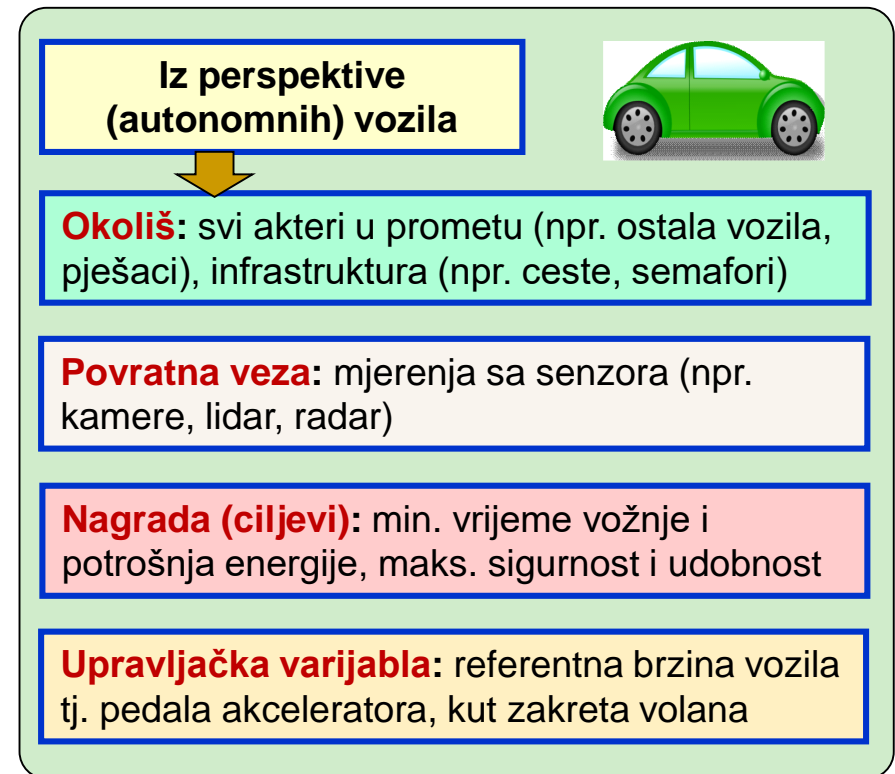 Iz perspektive
(autonomnih) vozila
Okoliš: svi akteri u prometu (npr. ostala vozila,
pješaci), infrastruktura (npr. ceste, semafori)
Povratna veza: mjerenja sa senzora (npr.
kamere, lidar, radar)
Nagrada (ciljevi): min. vrijeme vožnje i
potrošnja energije, maks. sigurnost i udobnost
Upravljačka varijabla: referentna brzina vozila
tj. pedala akceleratora, kut zakreta volana